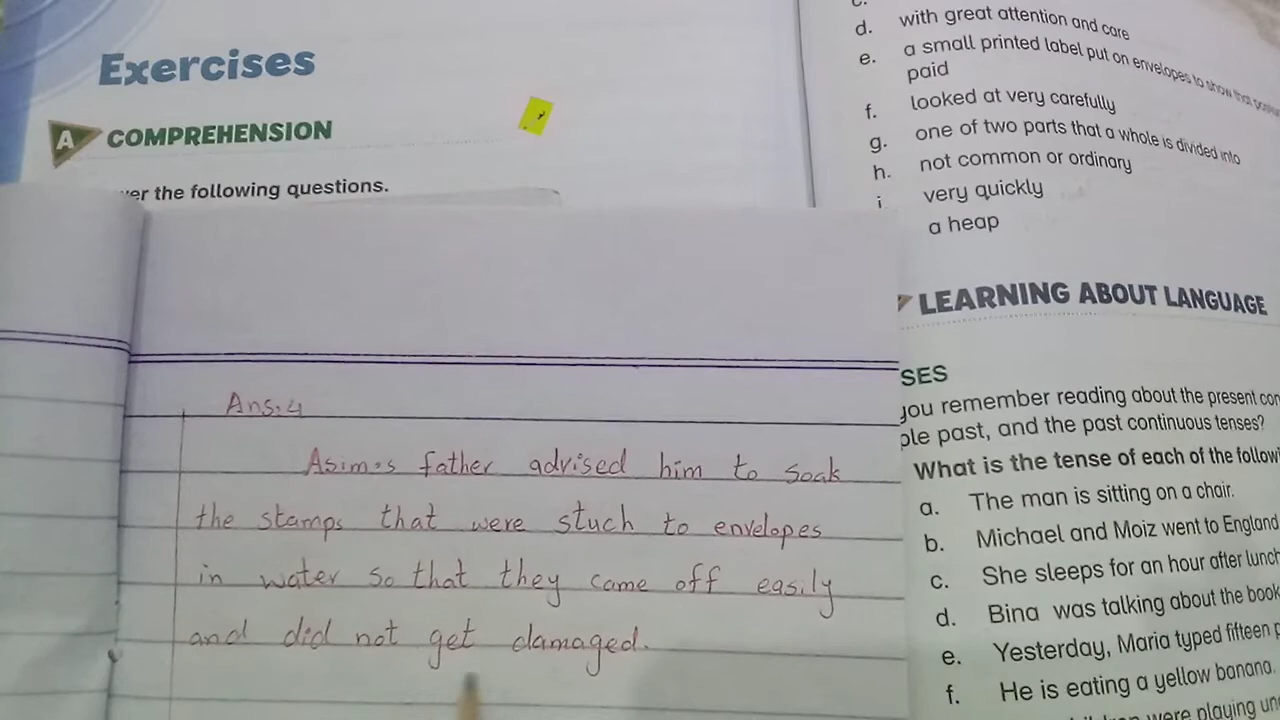 Exercises
A COMPREHENSION
er the following questions.
d. with great attention and care
e. a small printed label put on envelopes to show that
paid
f. looked at very carefully
g. one of two parts that a whole is divided into
h. not common or ordinary
i. very quickly
a heap
LEARNING ABOUT LANGUAGE
SES
you remember reading about the present con
ple past, and the past continuous tenses?
What is the tense of each of the follow
a. The man is sitting on a chair.
b. Michael and Moiz went to England
c. She sleeps for an hour after lunch
d. Bina was talking about the book
e. Yesterday, Maria typed fifteen p
f. He is eating a yellow banana.
were playing un
Ans:4
Asim's father advised him to soak
the stamps that were stuch to envelopes
in water so that they came off easily
and did not get damaged.